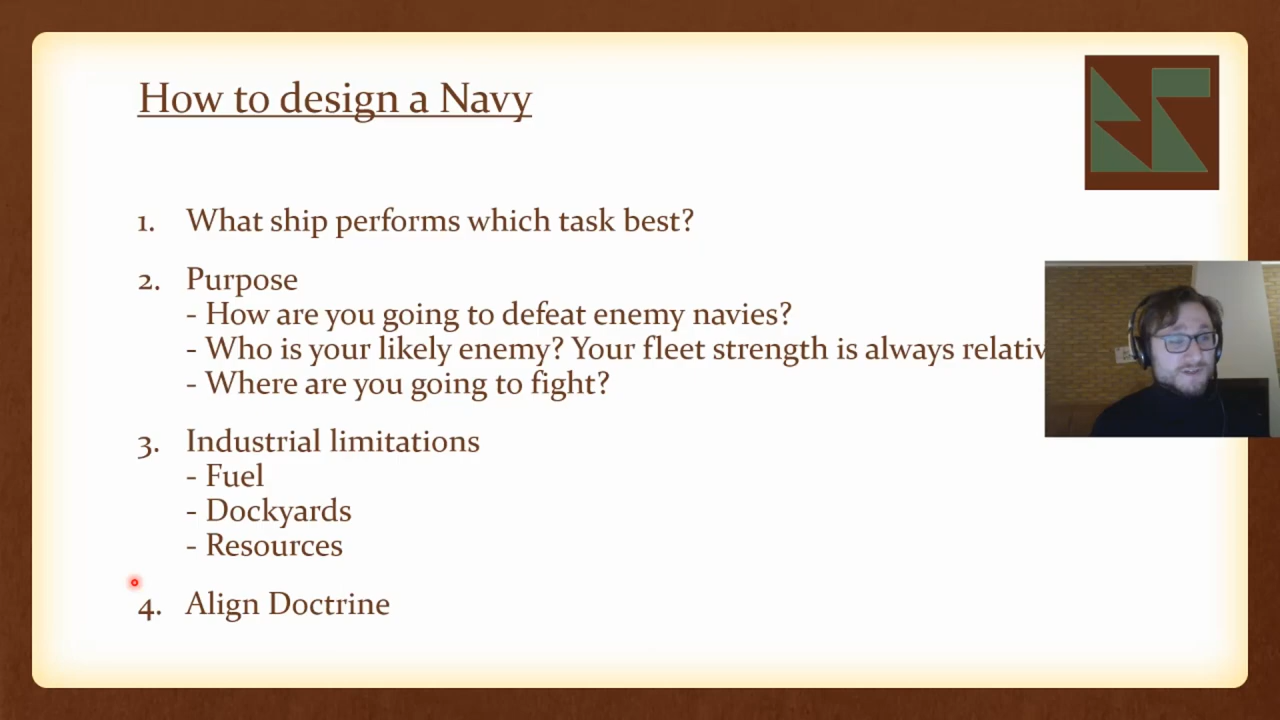 How to design a Navy
1. What ship performs which task best?
2. Purpose
- How are you going to defeat enemy navies?
- Who is your likely enemy? Your fleet strength is always
- Where are you going to fight?
3. Industrial limitations
- Fuel
- Dockyards
- Resources
4. Align Doctrine